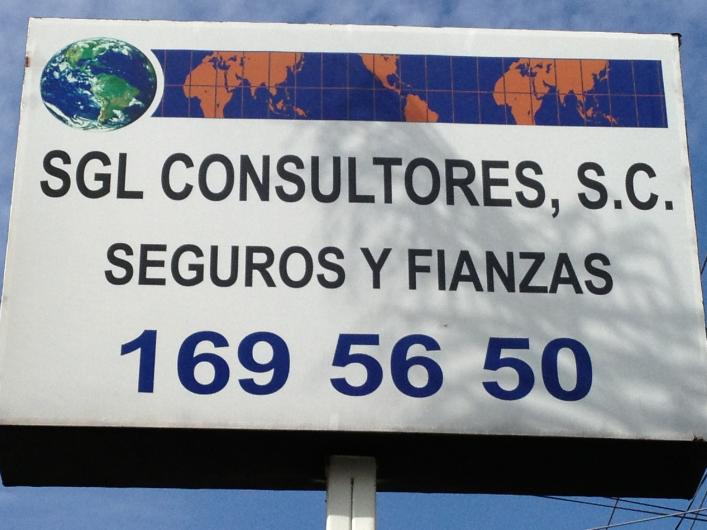 SGL CONSULTORES, S.C.
SEGUROS Y FIANZAS
169 56 50